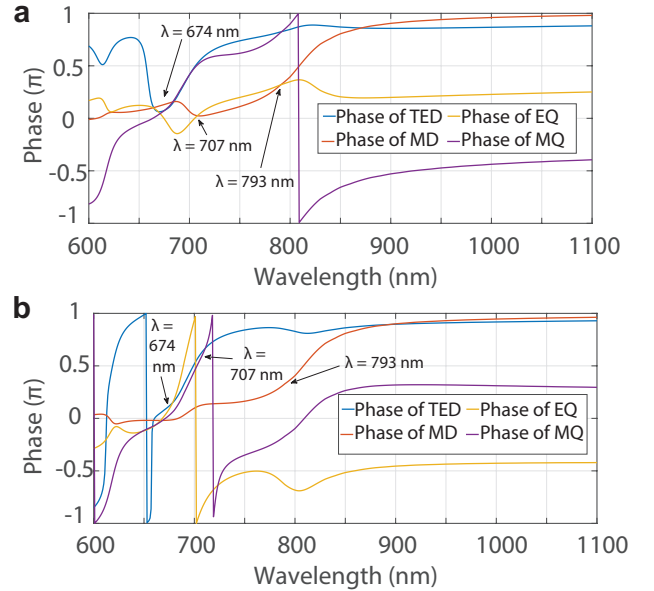 a
1
0.5
0
-0.5
-1
Phase (π)
λ = 674 nm
λ = 707 nm
λ = 793 nm
Phase of TED
Phase of EQ
Phase of MD
Phase of MQ
600
700
800
900
1000
1100
Wavelength (nm)
b
1
0.5
0
-0.5
-1
Phase (π)
λ =
674
nm
λ =
707 nm
λ = 793 nm
Phase of TED
Phase of EQ
Phase of MD
Phase of MQ
600
700
800
900
1000
1100
Wavelength (nm)